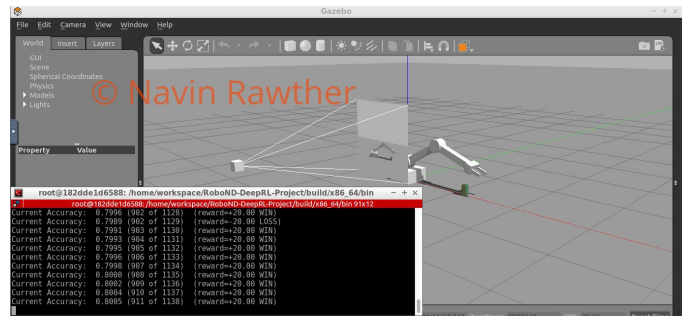 Gazebo
File Edit Camera View Window Help
World Insert Layers
GUI
Scene
Spherical Coordinates
Physics
Models
Lights
© Navin Rawther
Property Value
root@182dde1d6588: /home/workspace/RoboND-DeepRL-Project/build/x86_64/bin
root@182dde1d6588: /home/workspace/RoboND-DeepRL-Project/build/x86_64/bin 91x12
Current Accuracy: 0.7996 (902 of 1128) (reward=+20.00 WIN)
Current Accuracy: 0.7989 (902 of 1129) (reward=-20.00 LOSS)
Current Accuracy: 0.7991 (903 of 1130) (reward=+20.00 WIN)
Current Accuracy: 0.7993 (904 of 1131) (reward=+20.00 WIN)
Current Accuracy: 0.7995 (905 of 1132) (reward=+20.00 WIN)
Current Accuracy: 0.7996 (906 of 1133) (reward=+20.00 WIN)
Current Accuracy: 0.7998 (907 of 1134) (reward=+20.00 WIN)
Current Accuracy: 0.8000 (908 of 1135) (reward=+20.00 WIN)
Current Accuracy: 0.8002 (909 of 1136) (reward=+20.00 WIN)
Current Accuracy: 0.8004 (910 of 1137) (reward=+20.00 WIN)
Current Accuracy: 0.8005 (911 of 1138) (reward=+20.00 WIN)